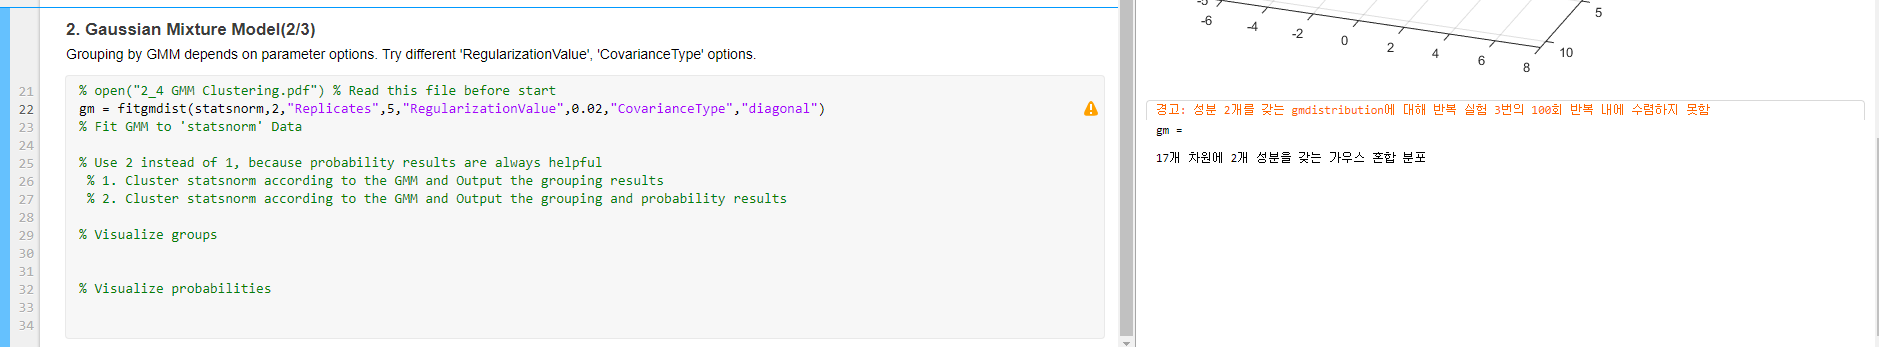 2. Gaussian Mixture Model(2/3)
Grouping by GMM depends on parameter options. Try different 'RegularizationValue', 'CovarianceType' options.
21 % open("2_4 GMM Clustering.pdf") % Read this file before start
22 gm = fitgmdist(statsnorm,2,"Replicates",5,"RegularizationValue",0.02,"CovarianceType","diagonal")
23 % Fit GMM to 'statsnorm' Data
24
25 % Use 2 instead of 1, because probability results are always helpful
26 % 1. Cluster statsnorm according to the GMM and Output the grouping results
27 % 2. Cluster statsnorm according to the GMM and Output the grouping and probability results
28
29 % Visualize groups
30
31
32 % Visualize probabilities
33
34
-5
-6 -4 -2 0 2 4 6 8
5
10
경고: 성분 2개를 갖는 gmdistribution에 대해 반복 실험 3번의 100회 반복 내에 수렴하지 못함
gm =
17개 차원에 2개 성분을 갖는 가우스 혼합 분포